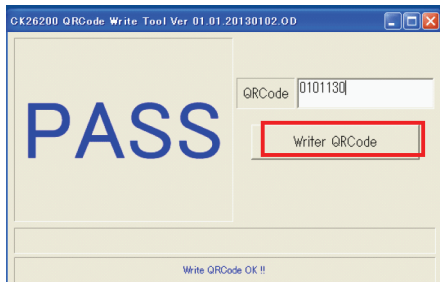 CK26200 QRCode Write Tool Ver 01.01.20130102.OD
PASS
QRCode 0101130
Writer QRCode
Write QRCode OK !!